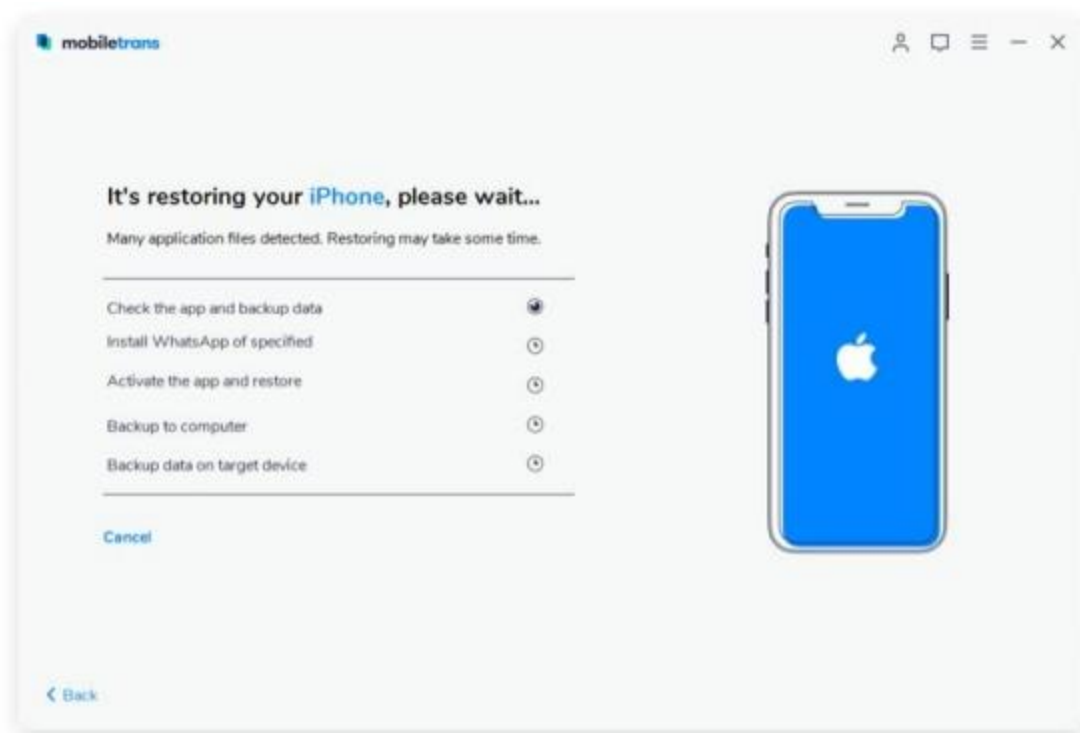 mobiletrans
It's restoring your iPhone, please wait...
Many application files detected. Restoring may take some time.
Check the app and backup data
Install WhatsApp of specified
Activate the app and restore
Backup to computer
Backup data on target device
Cancel
Back